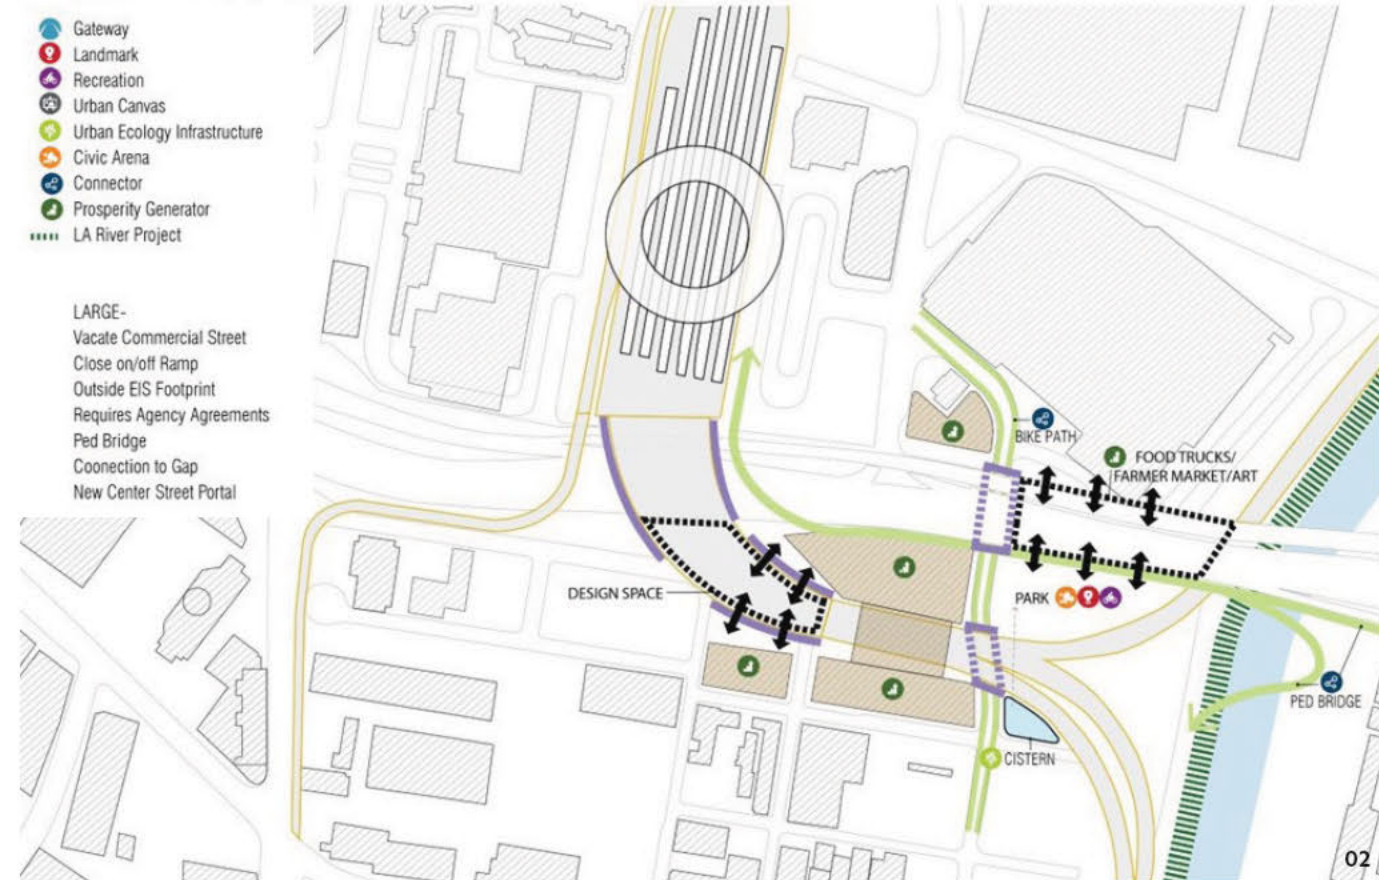 Gateway
Landmark
Recreation
Urban Canvas
Urban Ecology Infrastructure
Civic Arena
Connector
Prosperity Generator
LA River Project
LARGE-
Vacate Commercial Street
Close on/off Ramp
Outside EIS Footprint
Requires Agency Agreements
Ped Bridge
Coonection to Gap
New Center Street Portal
BIKE PATH
FOOD TRUCKS/
FARMER MARKET/ART
DESIGN SPACE
PARK
PED BRIDGE
CISTERN
02